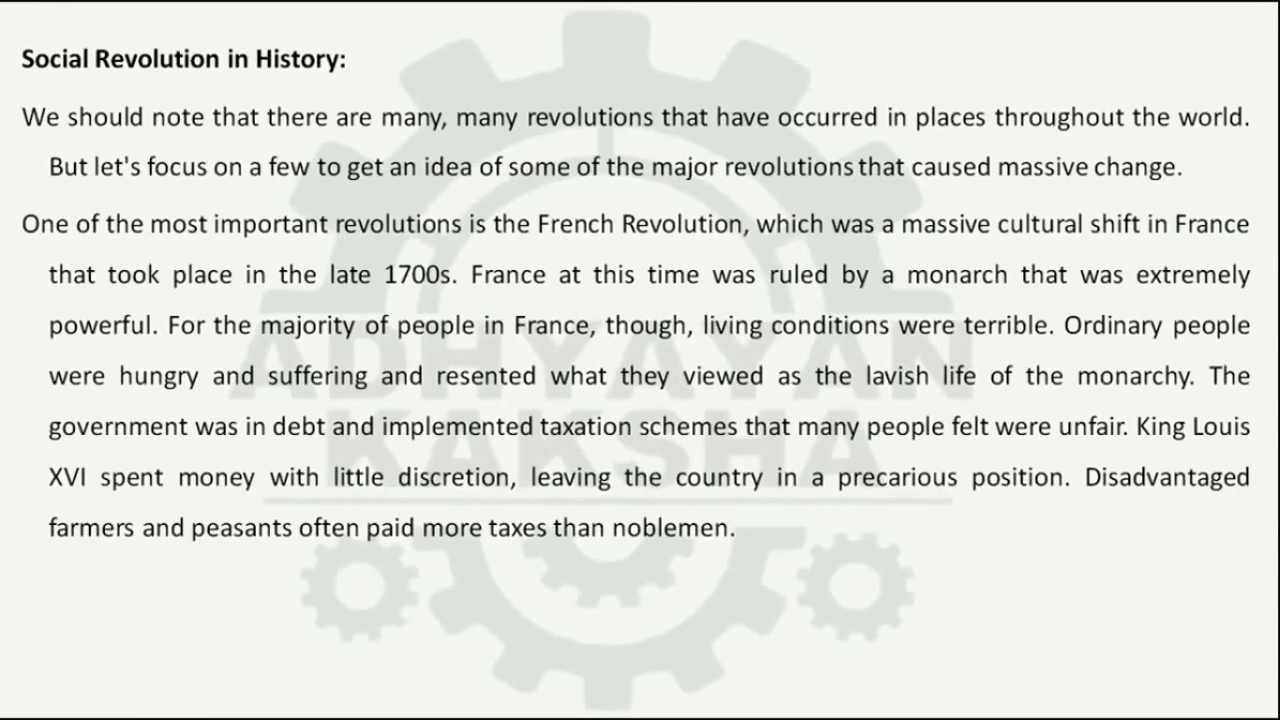 Social Revolution in History:
We should note that there are many, many revolutions that have occurred in places throughout the world.
But let's focus on a few to get an idea of some of the major revolutions that caused massive change.
One of the most important revolutions is the French Revolution, which was a massive cultural shift in France
that took place in the late 1700s. France at this time was ruled by a monarch that was extremely
powerful. For the majority of people in France, though, living conditions were terrible. Ordinary people
were hungry and suffering and resented what they viewed as the lavish life of the monarchy. The
government was in debt and implemented taxation schemes that many people felt were unfair. King Louis
XVI spent money with little discretion, leaving the country in a precarious position. Disadvantaged
farmers and peasants often paid more taxes than noblemen.
ADHYAYAN
KAKSHA